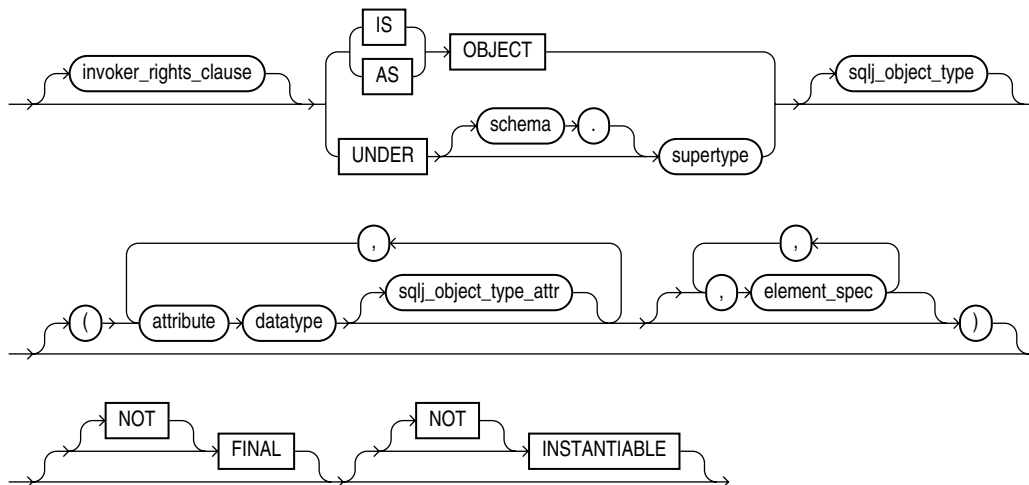 IS
invoker_rights_clause AS OBJECT sqlj_object_type
schema .
UNDER supertype
, ,
sqlj_object_type_attr , element_spec
( attribute datatype )
NOT NOT
FINAL INSTANTIABLE